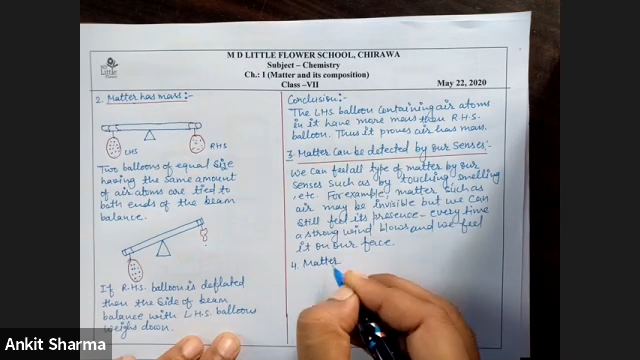 Little
Flower
M D LITTLE FLOWER SCHOOL, CHIRAWA
Subject – Chemistry
Ch.: I (Matter and its composition)
Class –VII
May 22, 2020
2. Matter has mass:-
LHS
RHS
Two balloons of equal size
having the same amount
of air atoms are tied to
both ends of the beam
balance.
If R.H.S. balloon is deflated
then the side of beam
balance with L.H.S. balloons
weighs down.
Conclusion:-
The LHS balloon containing air atoms
in it have more mass than R.H.S.
balloon. Thus it proves air has mass.
3. Matter can be detected by our Senses:-
We can feel all type of matter by our
senses such as by touching smelling
, etc. For example, matter such as
air may be invisible but we can
still feel its presence every time
a strong wind blows and we feel
it on our face
4. Matter
Ankit Sharma